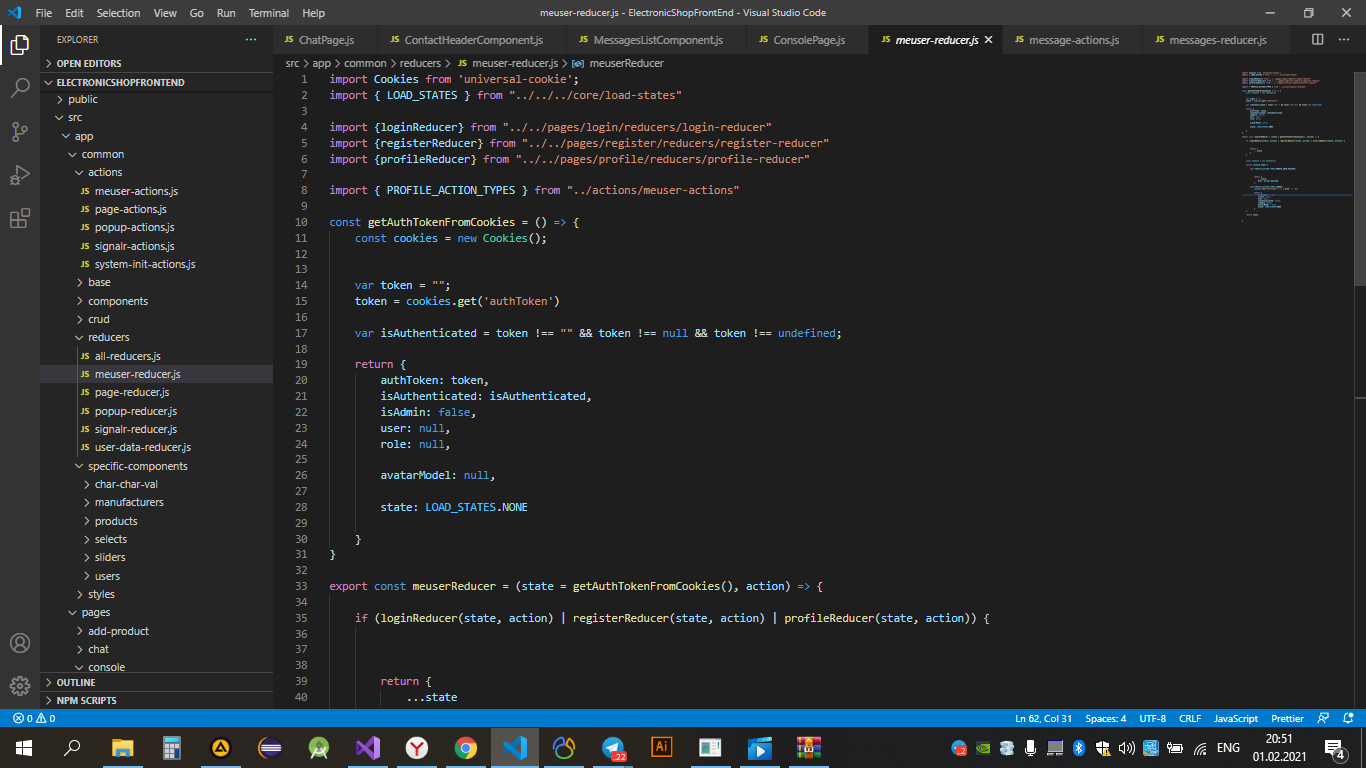 File Edit Selection View Go Run Terminal Help
meuser-reducer.js - ElectronicShopFrontEnd - Visual Studio Code
EXPLORER
OPEN EDITORS
ELECTRONICSHOPFRONTEND
public
src
app
common
actions
JS meuser-actions.js
JS page-actions.js
JS popup-actions.js
JS signalr-actions.js
JS system-init-actions.js
base
components
crud
reducers
JS all-reducers.js
JS meuser-reducer.js
JS page-reducer.js
JS popup-reducer.js
JS signalr-reducer.js
JS user-data-reducer.js
specific-components
char-char-val
manufacturers
products
selects
sliders
users
styles
pages
add-product
chat
console
OUTLINE
NPM SCRIPTS
JS ChatPage.js JS ContactHeaderComponent.js JS MessagesListComponent.js JS ConsolePage.js JS meuser-reducer.js JS message-actions.js JS messages-reducer.js
src > app > common > reducers > JS meuser-reducer.js > meuserReducer
1 import Cookies from 'universal-cookie';
2 import { LOAD_STATES } from "../../../core/load-states"
3
4 import {loginReducer} from "../../pages/login/reducers/login-reducer"
5 import {registerReducer} from "../../pages/register/reducers/register-reducer"
6 import {profileReducer} from "../../pages/profile/reducers/profile-reducer"
7
8 import { PROFILE_ACTION_TYPES } from "../actions/meuser-actions"
9
10 const getAuthTokenFromCookies = () => {
11 const cookies = new Cookies();
12
13
14 var token = "";
15 token = cookies.get('authToken')
16
17 var isAuthenticated = token !== "" && token !== null && token !== undefined;
18
19 return {
20 authToken: token,
21 isAuthenticated: isAuthenticated,
22 isAdmin: false,
23 user: null,
24 role: null,
25
26 avatarModel: null,
27
28 state: LOAD_STATES.NONE
29
30 }
31 }
32
33 export const meuserReducer = (state = getAuthTokenFromCookies(), action) => {
34
35 if (loginReducer(state, action) | registerReducer(state, action) | profileReducer(state, action)) {
36
37
38
39 return {
40 ...state
0 0 Ln 62, Col 31 Spaces: 4 UTF-8 CRLF JavaScript Prettier
22 Ai ENG 20:51
01.02.2021 4